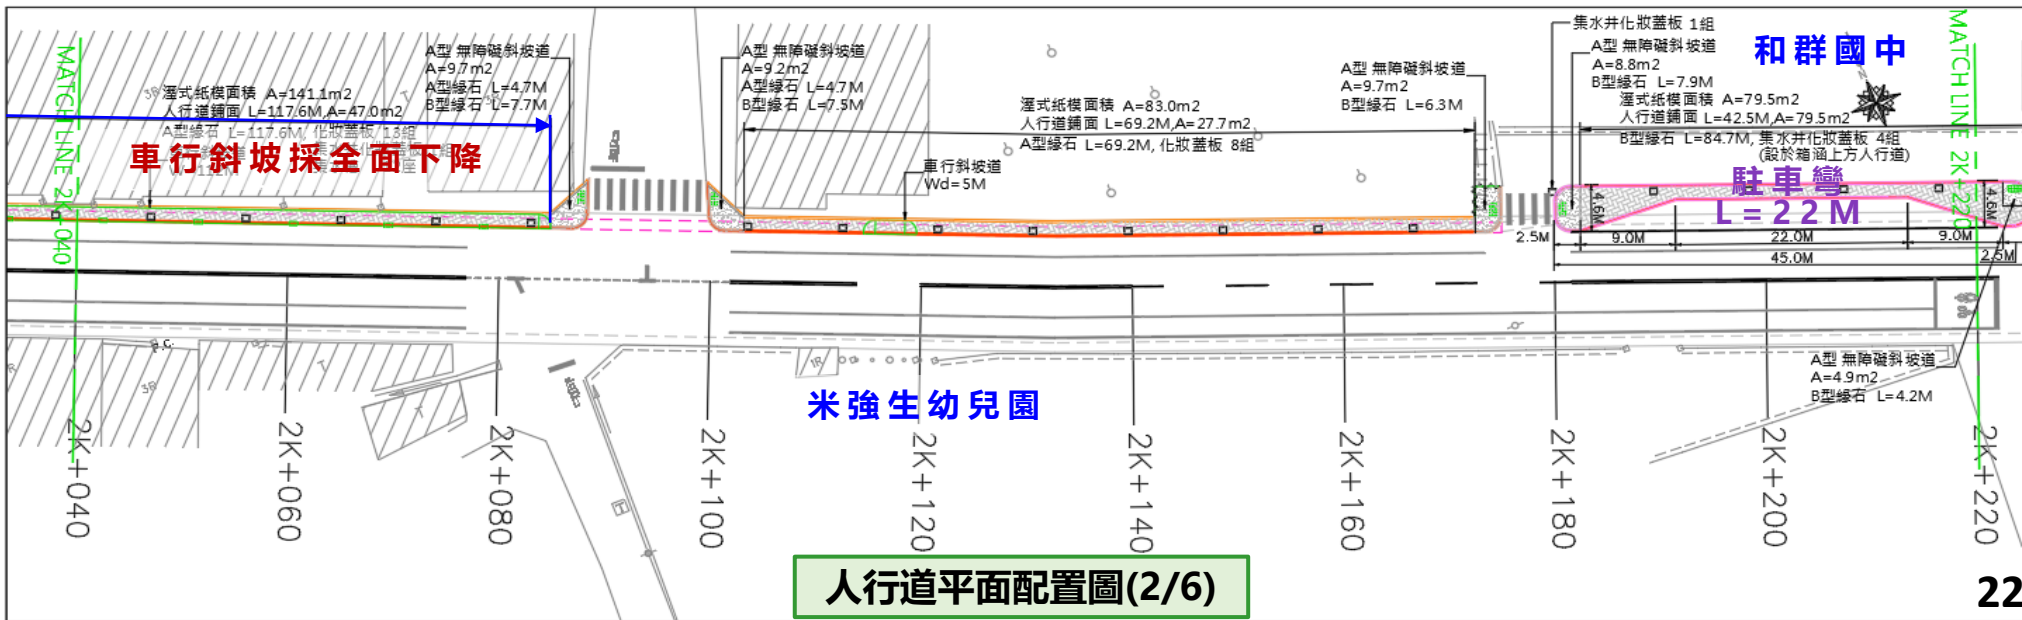 MATCH LINE 2K+040
3R
溼式紙模面積 A=141.1m2
人行道鋪面 L=117.6M,A=47.0m2
A型緣石 L=117.6M, 化妝蓋板 13組
車行斜坡採全面下降
A型 無障礙斜坡道
A=9.7m2
A型緣石 L=4.7M
B型緣石 L=7.7M
A型 無障礙斜坡道
A=9.2m2
A型緣石 L=4.7M
B型緣石 L=7.5M
溼式紙模面積 A=83.0m2
人行道鋪面 L=69.2M,A=27.7m2
A型緣石 L=69.2M, 化妝蓋板 8組
車行斜坡道
Wd=5M
A型 無障礙斜坡道
A=9.7m2
B型緣石 L=6.3M
集水井化妝蓋板 1組
A型 無障礙斜坡道
A=8.8m2
B型緣石 L=7.9M
溼式紙模面積 A=79.5m2
人行道鋪面 L=42.5M,A=79.5m2
B型緣石 L=84.7M, 集水井化妝蓋板 4組
(設於箱涵上方人行道)
和群國中
N
MATCH LINE 2K+220
駐車彎
L=22M
4.6M
4.6M
2.5M
9.0M
22.0M
9.0M
2.5M
45.0M
A型 無障礙斜坡道
A=4.9m2
B型緣石 L=4.2M
米強生幼兒園
1R
3R
2K+040
2K+060
2K+080
2K+100
2K+120
2K+140
2K+160
2K+180
2K+200
2K+220
人行道平面配置圖(2/6)
22